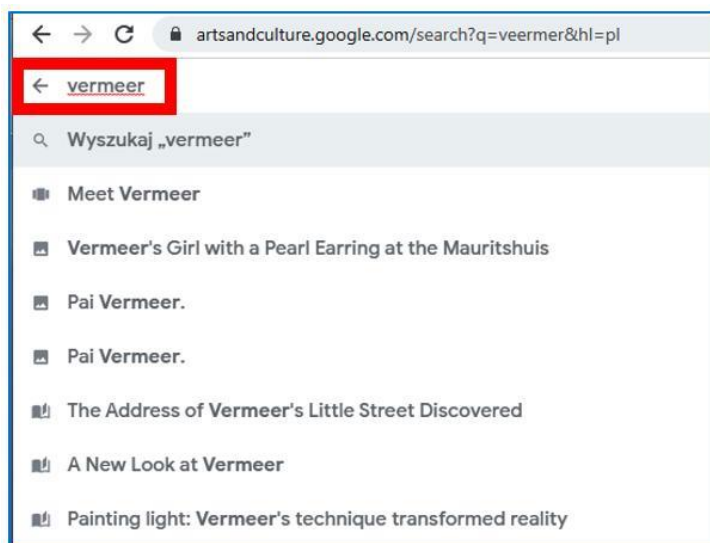 artsandculture.google.com/search?q=veermer&hl=pl
vermeer
Wyszukaj „vermeer”
Meet Vermeer
Vermeer's Girl with a Pearl Earring at the Mauritshuis
Pai Vermeer.
Pai Vermeer.
The Address of Vermeer's Little Street Discovered
A New Look at Vermeer
Painting light: Vermeer's technique transformed reality